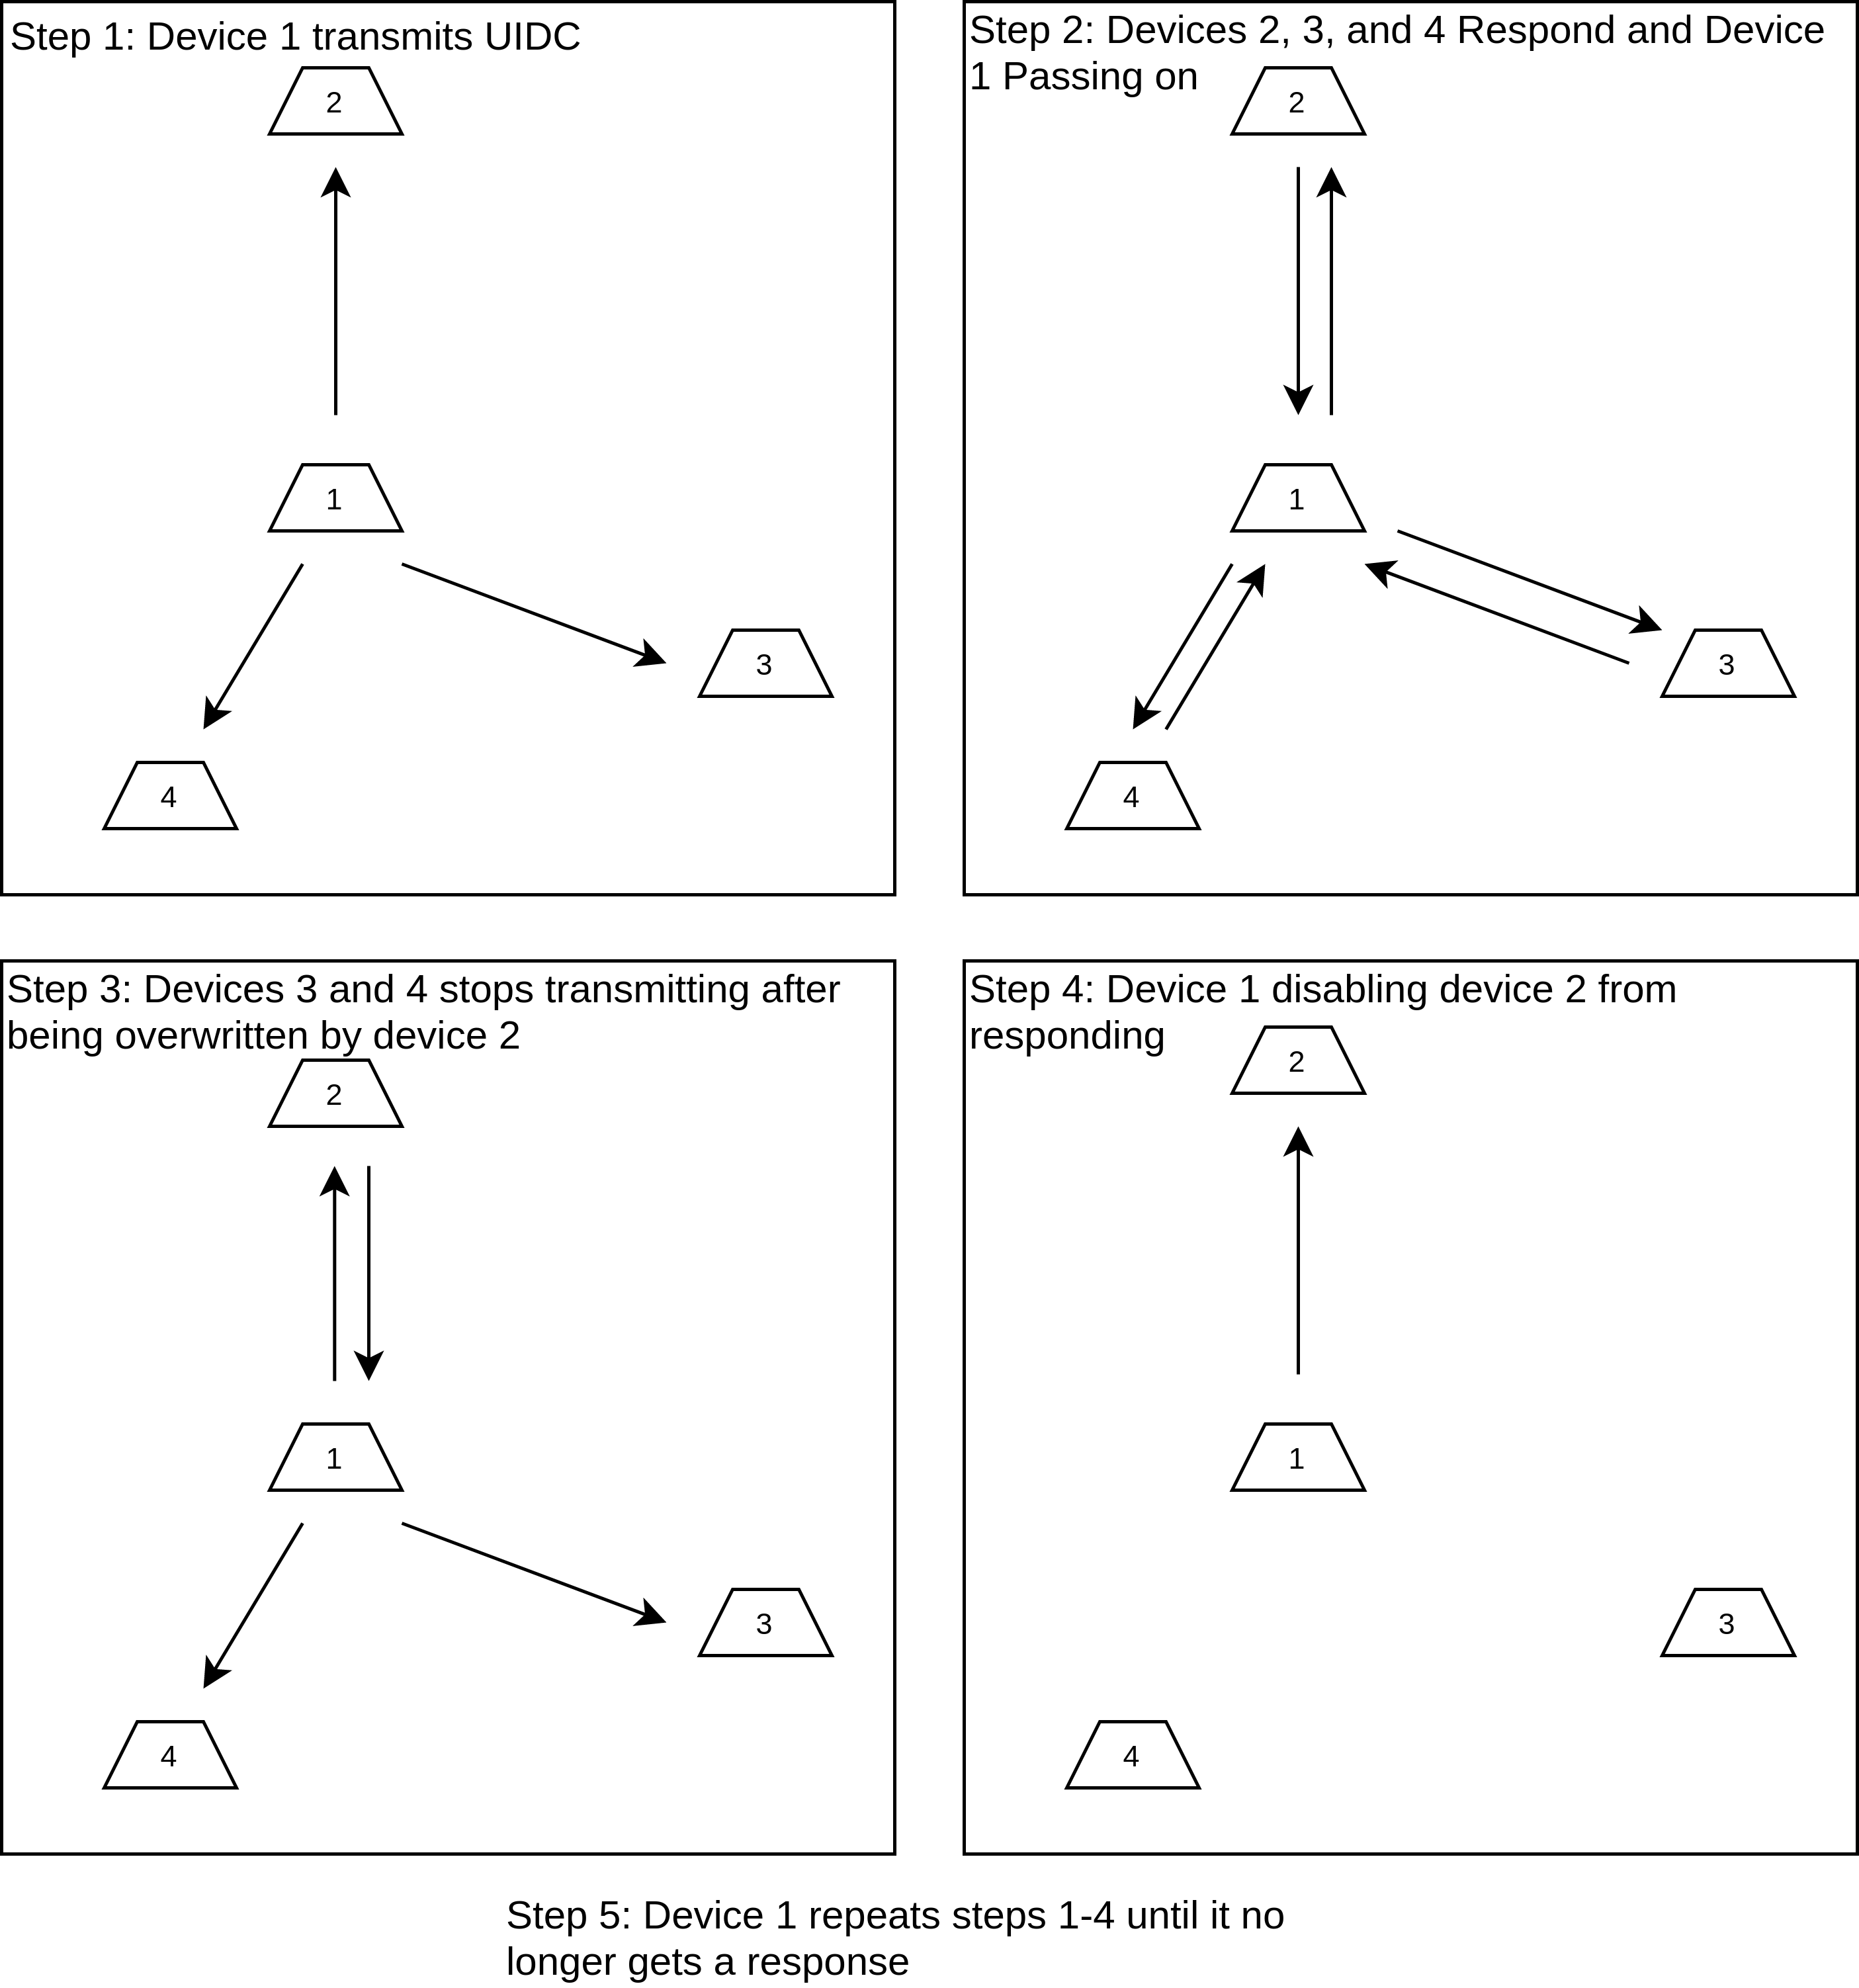 Step 1: Device 1 transmits UIDC
2
1
3
4
Step 2: Devices 2, 3, and 4 Respond and Device
1 Passing on
2
1
3
4
Step 3: Devices 3 and 4 stops transmitting after
being overwritten by device 2
2
1
3
4
Step 4: Device 1 disabling device 2 from
responding
2
1
3
4
Step 5: Device 1 repeats steps 1-4 until it no
longer gets a response